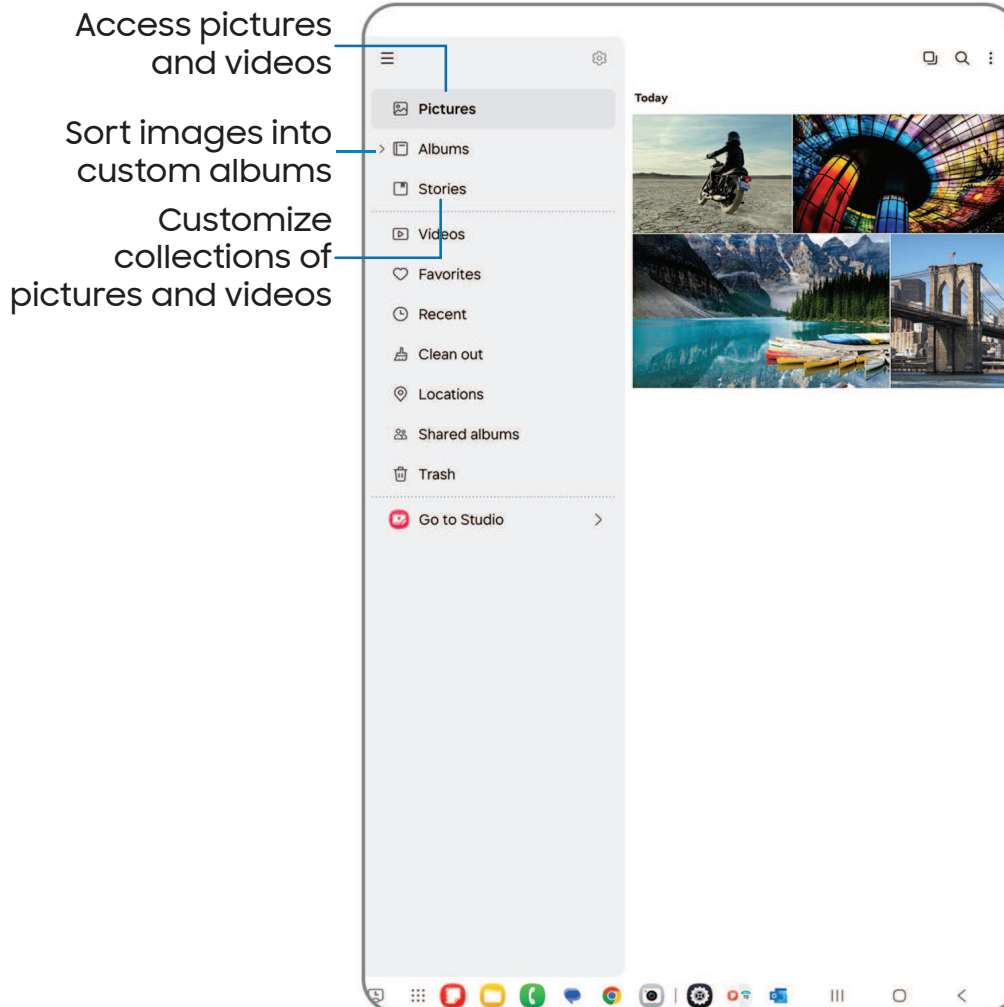 Access pictures
and videos
Sort images into
custom albums
Customize
collections of
pictures and videos
Pictures
Albums
Stories
Videos
Favorites
Recent
Clean out
Locations
Shared albums
Trash
Go to Studio
Today